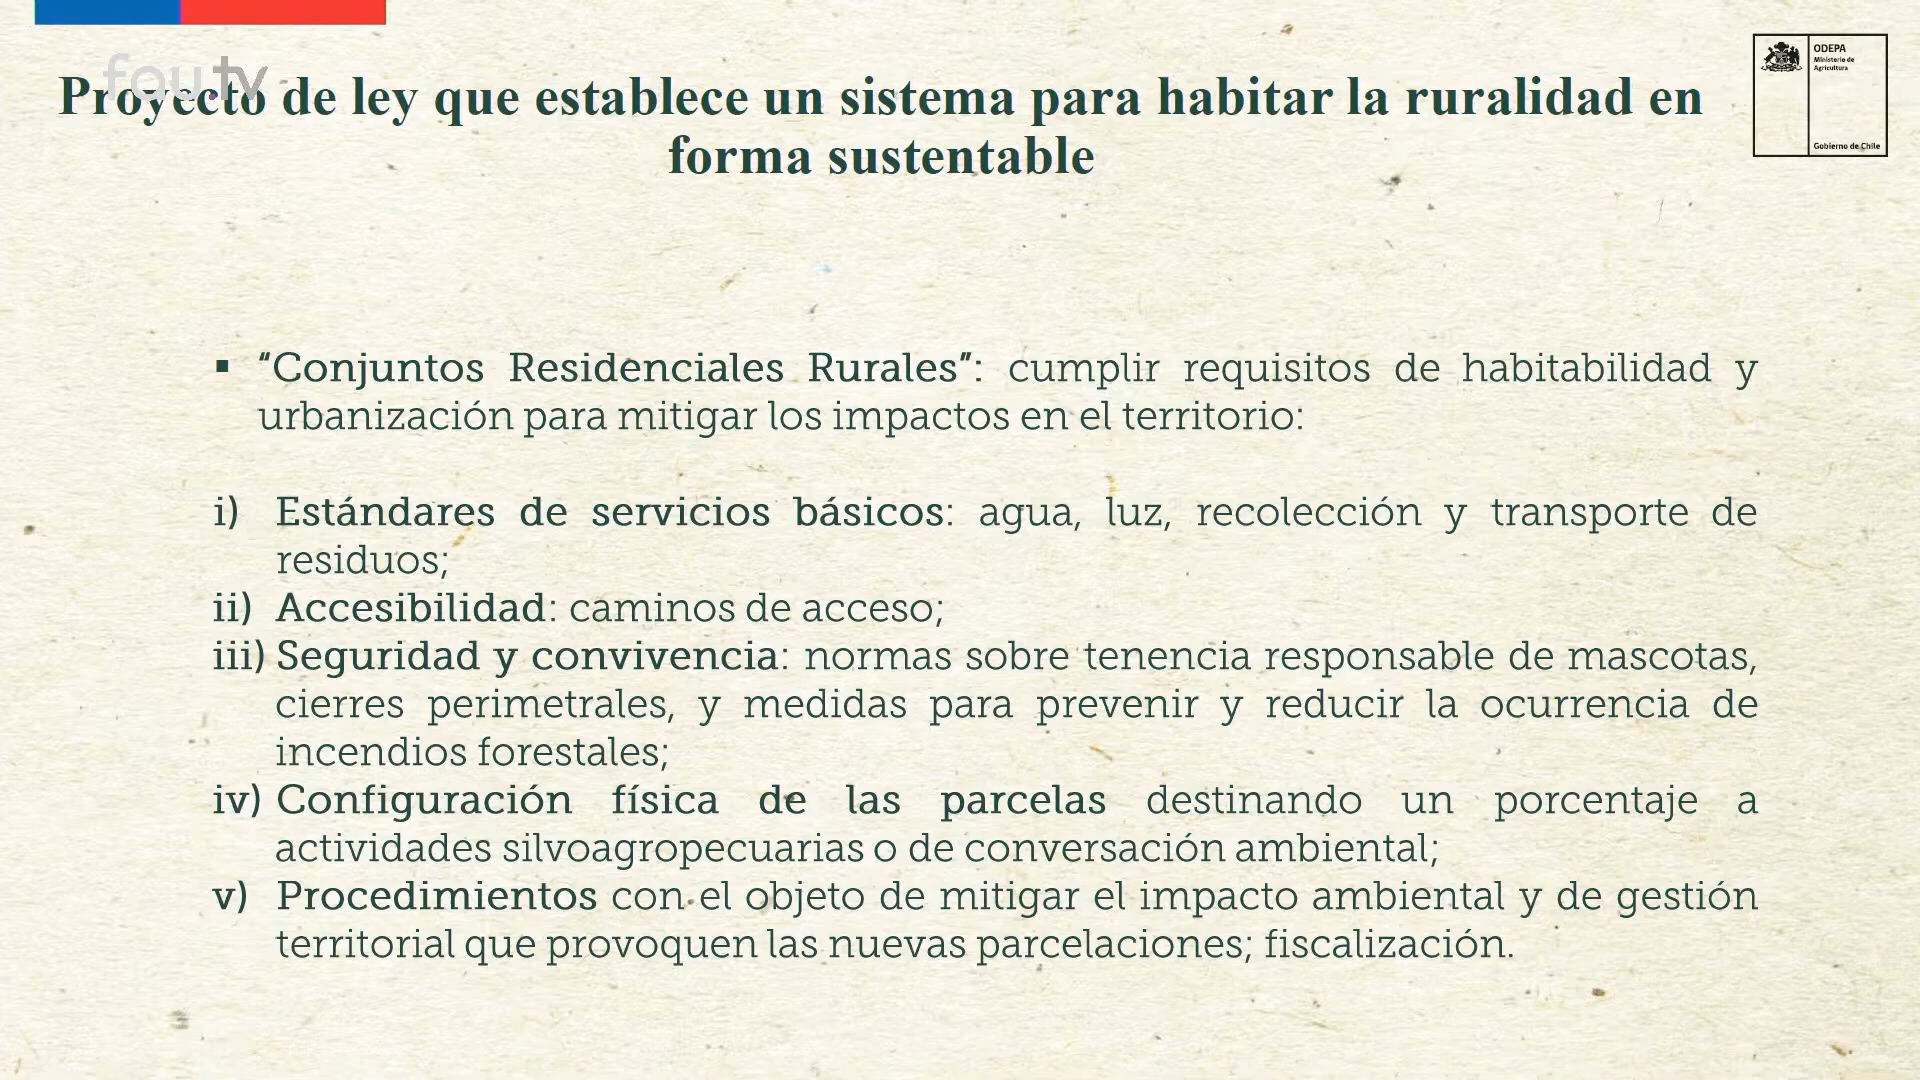 fou.tv
ODEPA
Ministerio de
Agricultura
Gobierno de Chile
Proyecto de ley que establece un sistema para habitar la ruralidad en
forma sustentable
▪ “Conjuntos Residenciales Rurales”: cumplir requisitos de habitabilidad y
urbanización para mitigar los impactos en el territorio:
i) Estándares de servicios básicos: agua, luz, recolección y transporte de
residuos;
ii) Accesibilidad: caminos de acceso;
iii) Seguridad y convivencia: normas sobre tenencia responsable de mascotas,
cierres perimetrales, y medidas para prevenir y reducir la ocurrencia de
incendios forestales;
iv) Configuración física de las parcelas destinando un porcentaje a
actividades silvoagropecuarias o de conversación ambiental;
v) Procedimientos con el objeto de mitigar el impacto ambiental y de gestión
territorial que provoquen las nuevas parcelaciones; fiscalización.